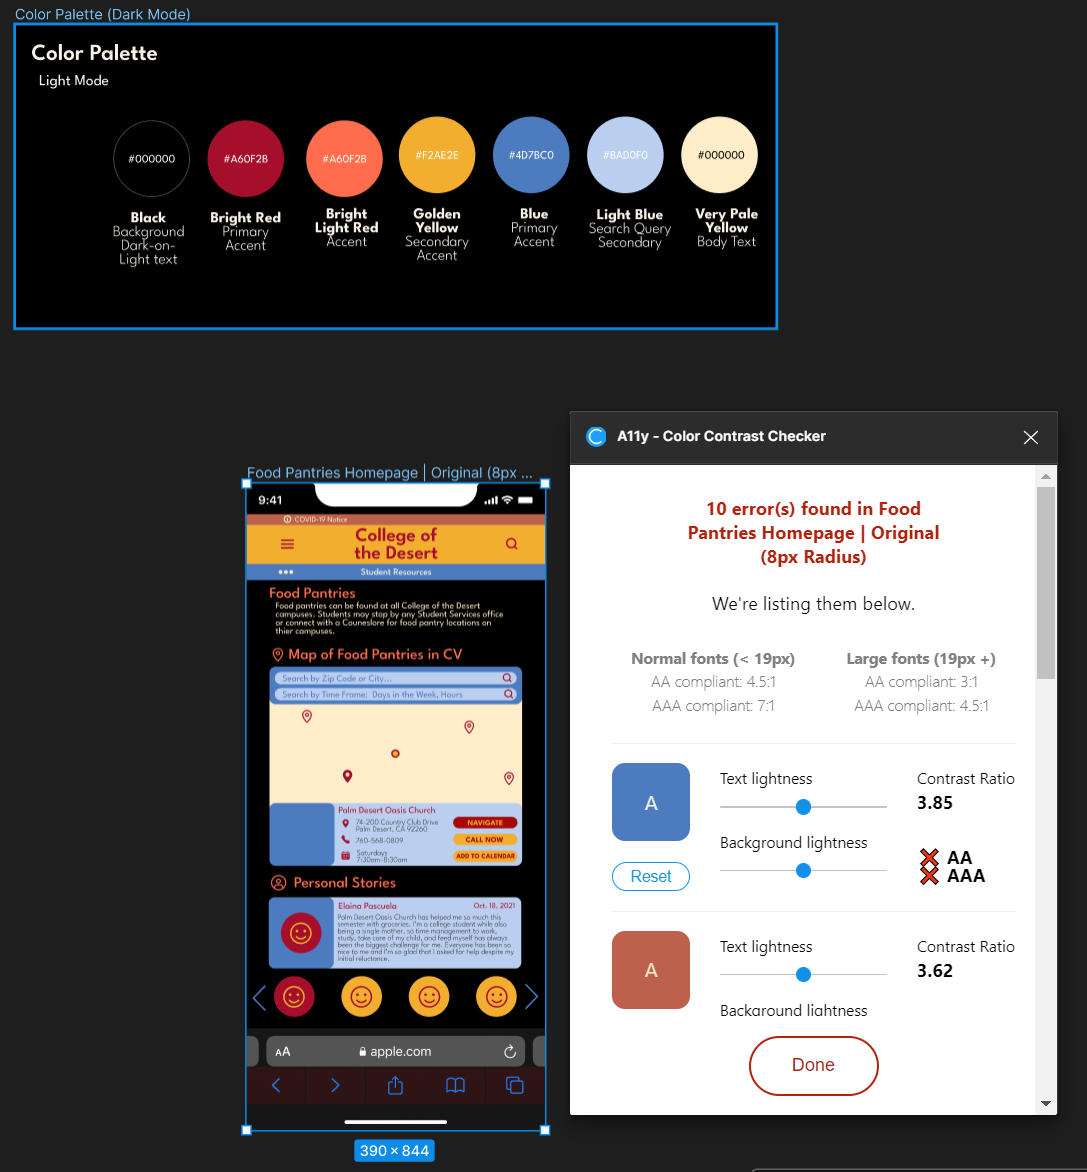 Color Palette (Dark Mode)
Color Palette
Light Mode
#000000
#A60F2B
#A60F2B
#F2AE2E
#4D7BC0
#BAD0F0
#000000
Black
Background
Dark-on-
Light text
Bright Red
Primary
Accent
Bright
Light Red
Accent
Golden
Yellow
Secondary
Accent
Blue
Primary
Accent
Light Blue
Search Query
Secondary
Very Pale
Yellow
Body Text
Food Pantries Homepage | Original (8px ...
9:41
COVID-19 Notice
College of
the Desert
Student Resources
Food Pantries
Food pantries can be found at all College of the Desert
campuses. Students may stop by any Student Services office
or connect with a Couneslore for food pantry locations on
thier campuses.
Map of Food Pantries in CV
Search by Zip Code or City...
Search by Time Frame: Days in the Week, Hours
Palm Desert Oasis Church
74-200 Country Club Drive
Palm Desert, CA 92260
760-568-0809
Saturdays
7:30am-8:30am
NAVIGATE
CALL NOW
ADD TO CALENDAR
Personal Stories
Elaina Pascuela
Oct. 18, 2021
Palm Desert Oasis Church has helped me so much this
semester with groceries. I'm a college student while also
being a single mother, so time management to work,
study, take care of my child, and feed myself has always
been the biggest challenge for me. Everyone has been so
nice to me and I'm so glad that I asked for help despite my
initial reluctance.
AA
apple.com
390 × 844
A11y - Color Contrast Checker
10 error(s) found in Food
Pantries Homepage | Original
(8px Radius)
We're listing them below.
Normal fonts (< 19px)
AA compliant: 4.5:1
AAA compliant: 7:1
Large fonts (19px +)
AA compliant: 3:1
AAA compliant: 4.5:1
A
Text lightness
Contrast Ratio
3.85
Background lightness
AA
AAA
Reset
A
Text lightness
Contrast Ratio
3.62
Background lightness
Done